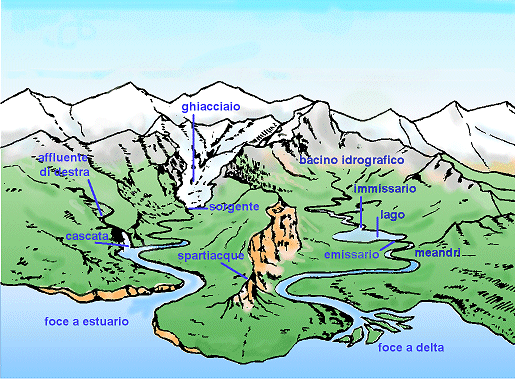 ghiacciaio
affluente
di destra
bacino idrografico
immissario
sorgente
lago
cascata
spartiacque
emissario
meandri
foce a estuario
foce a delta